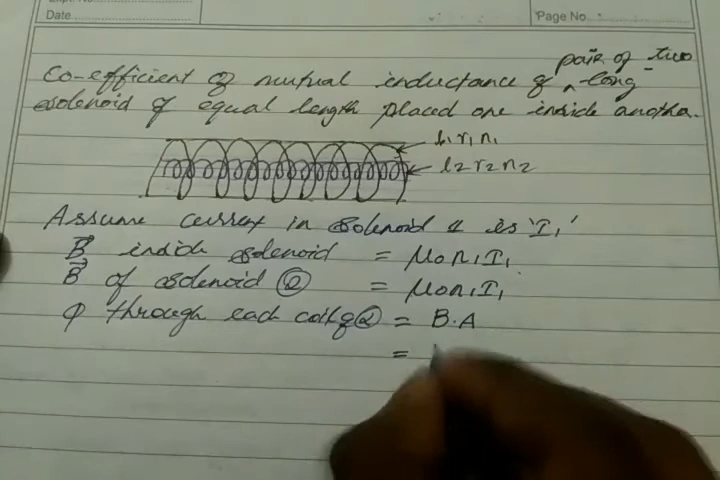 Date
Page No.
pair of two
Co-efficient of mutual inductance of ^ long
solenoid of equal length placed one inside another.
l1 r1 n1
l2 r2 n2
Assume current in solenoid 1 is 'I1'
B⃗ inside solenoid = μ0n1I1
B⃗ of solenoid ② = μ0n1I1
φ through each coil of ② = B.A
=